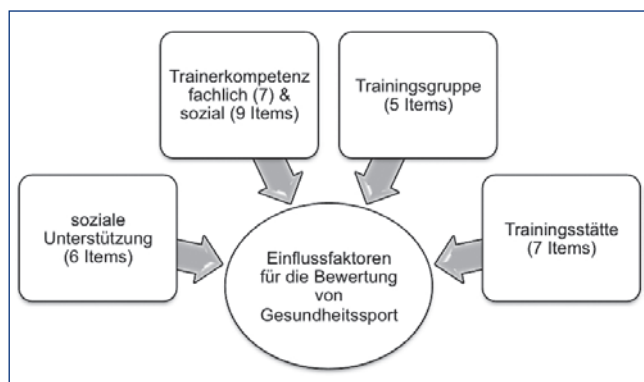 Trainerkompetenz
fachlich (7) &
sozial (9 Items)
Trainingsgruppe
(5 Items)
soziale
Unterstützung
(6 Items)
Trainingsstätte
(7 Items)
Einflussfaktoren
für die Bewertung
von
Gesundheitssport